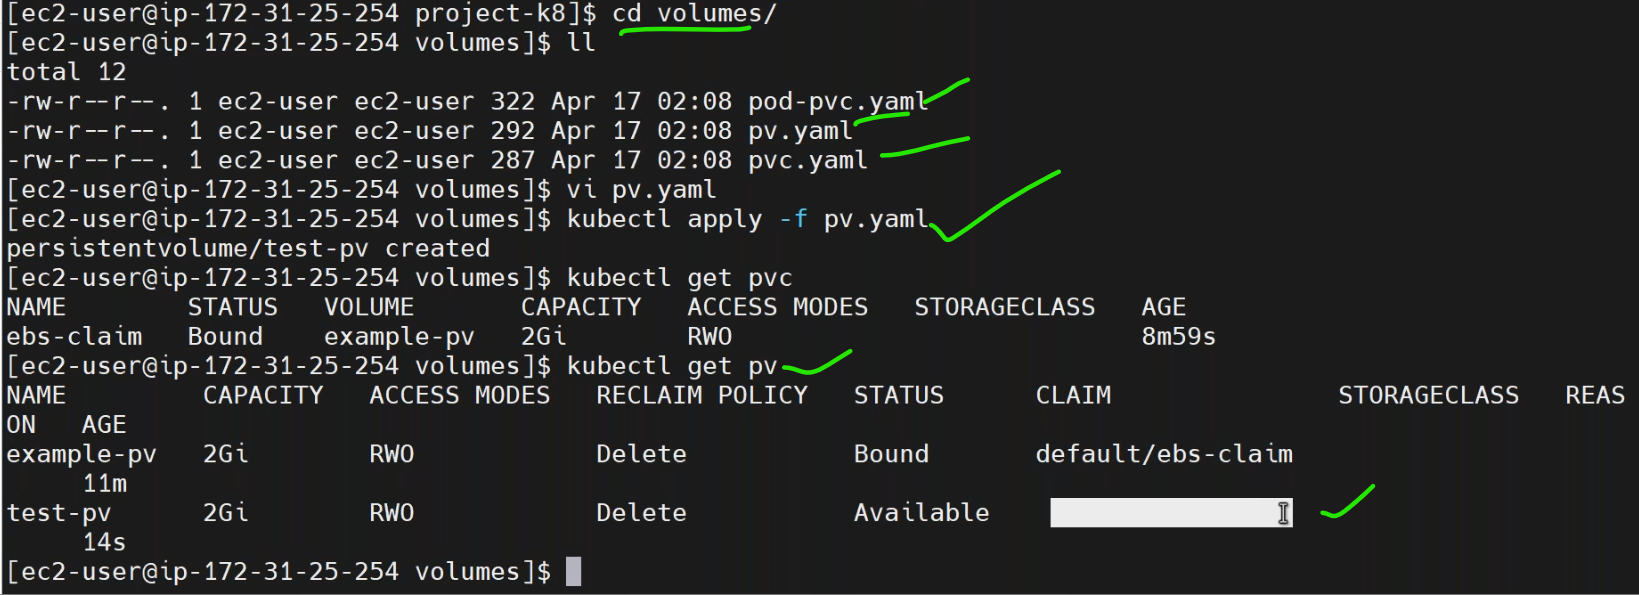 [ec2-user@ip-172-31-25-254 project-k8]$ cd volumes/
[ec2-user@ip-172-31-25-254 volumes]$ ll
total 12
-rw-r--r--. 1 ec2-user ec2-user 322 Apr 17 02:08 pod-pvc.yaml
-rw-r--r--. 1 ec2-user ec2-user 292 Apr 17 02:08 pv.yaml
-rw-r--r--. 1 ec2-user ec2-user 287 Apr 17 02:08 pvc.yaml
[ec2-user@ip-172-31-25-254 volumes]$ vi pv.yaml
[ec2-user@ip-172-31-25-254 volumes]$ kubectl apply -f pv.yaml
persistentvolume/test-pv created
[ec2-user@ip-172-31-25-254 volumes]$ kubectl get pvc
NAME        STATUS   VOLUME       CAPACITY   ACCESS MODES   STORAGECLASS   AGE
ebs-claim   Bound    example-pv   2Gi        RWO                           8m59s
[ec2-user@ip-172-31-25-254 volumes]$ kubectl get pv
NAME         CAPACITY   ACCESS MODES   RECLAIM POLICY   STATUS      CLAIM               STORAGECLASS   REAS
ON   AGE
example-pv   2Gi        RWO            Delete           Bound       default/ebs-claim
     11m
test-pv      2Gi        RWO            Delete           Available
     14s
[ec2-user@ip-172-31-25-254 volumes]$